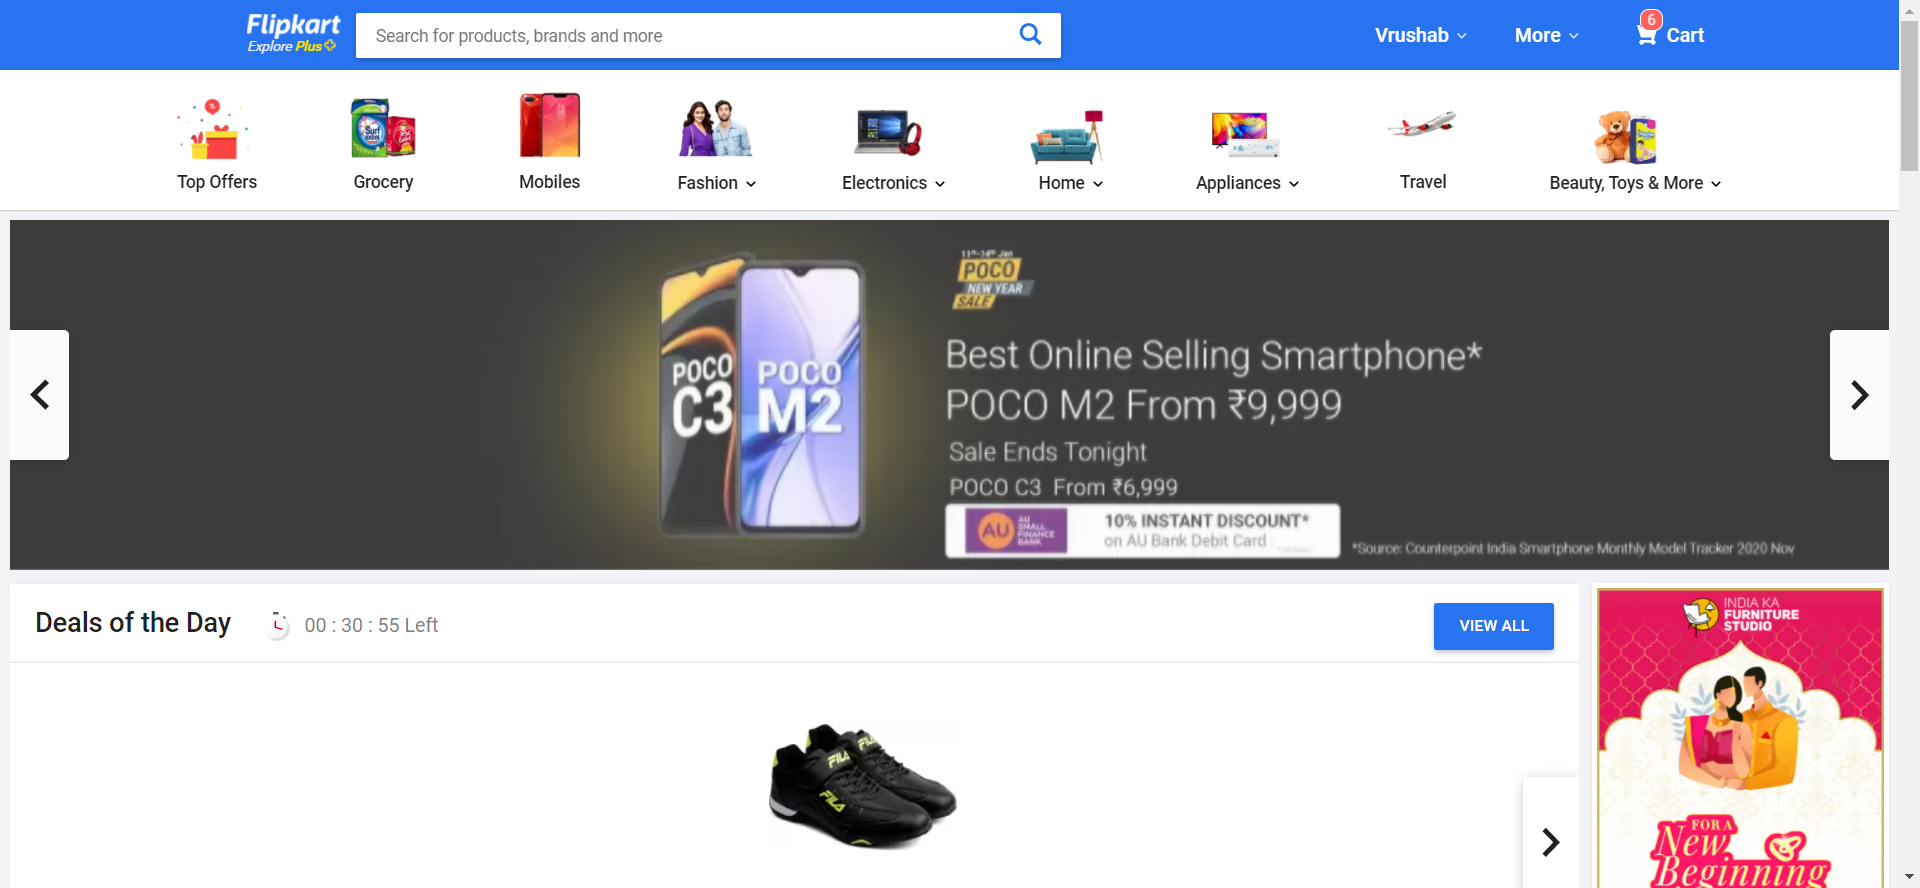 Flipkart
Explore Plus
Search for products, brands and more
Vrushab
More
6
Cart
Top Offers
Grocery
Mobiles
Fashion
Electronics
Home
Appliances
Travel
Beauty, Toys & More
11th-14th Jan
POCO
NEW YEAR
SALE
POCO
C3
POCO
M2
Best Online Selling Smartphone*
POCO M2 From ₹9,999
Sale Ends Tonight
POCO C3 From ₹6,999
AU
AU
SMALL
FINANCE
BANK
10% INSTANT DISCOUNT*
on AU Bank Debit Card
*Source: Counterpoint India Smartphone Monthly Model Tracker 2020 Nov
Deals of the Day
00 : 30 : 55 Left
VIEW ALL
INDIA KA
FURNITURE
STUDIO
FILA
FILA
FOR A
New
Beginning